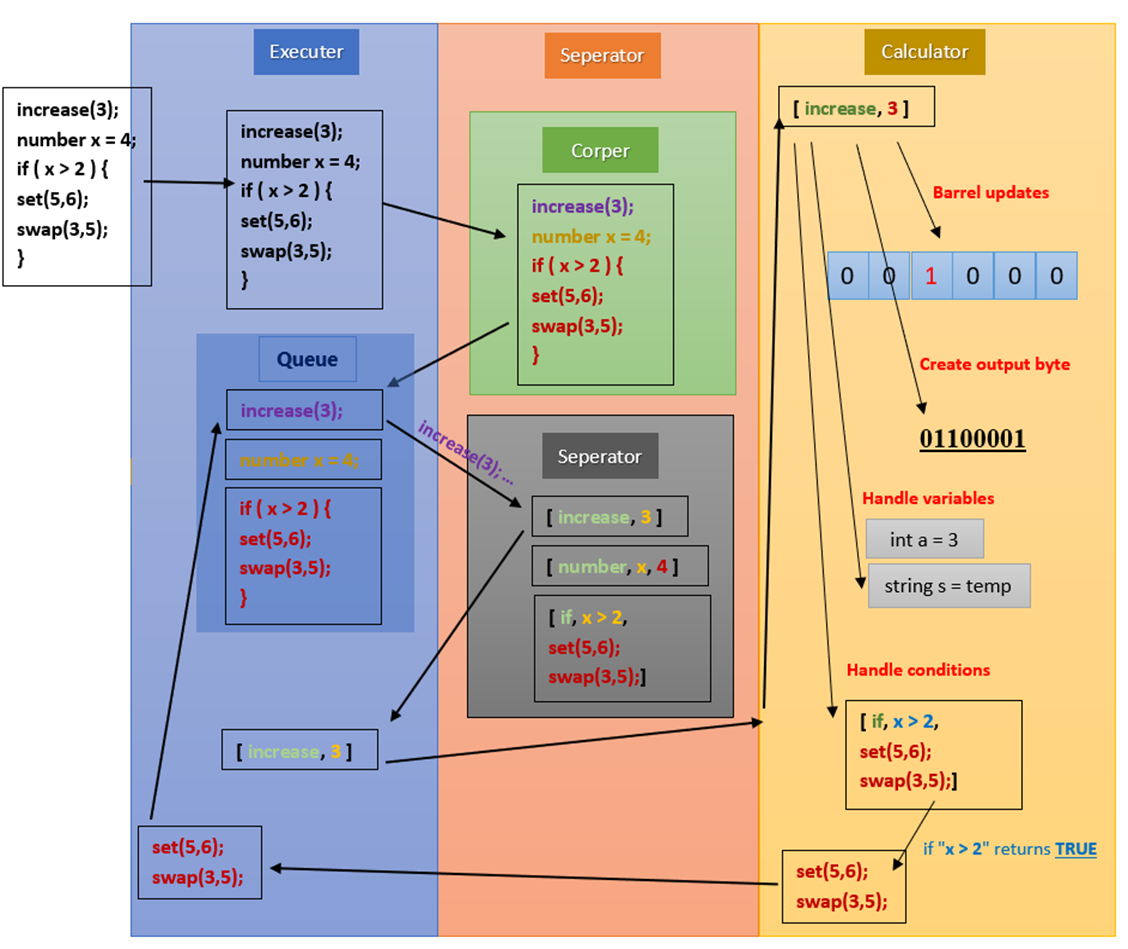 Executer
Seperator
Calculator
increase(3);
number x = 4;
if ( x > 2 ) {
set(5,6);
swap(3,5);
}
increase(3);
number x = 4;
if ( x > 2 ) {
set(5,6);
swap(3,5);
}
Corper
increase(3);
number x = 4;
if ( x > 2 ) {
set(5,6);
swap(3,5);
}
Queue
increase(3);
number x = 4;
if ( x > 2 ) {
set(5,6);
swap(3,5);
}
increase(3); ...
Seperator
[ increase, 3 ]
[ number, x, 4 ]
[ if, x > 2,
set(5,6);
swap(3,5);]
[ increase, 3 ]
set(5,6);
swap(3,5);
[ increase, 3 ]
Barrel updates
0 0 1 0 0 0
Create output byte
01100001
Handle variables
int a = 3
string s = temp
Handle conditions
[ if, x > 2,
set(5,6);
swap(3,5);]
if "x > 2" returns TRUE
set(5,6);
swap(3,5);